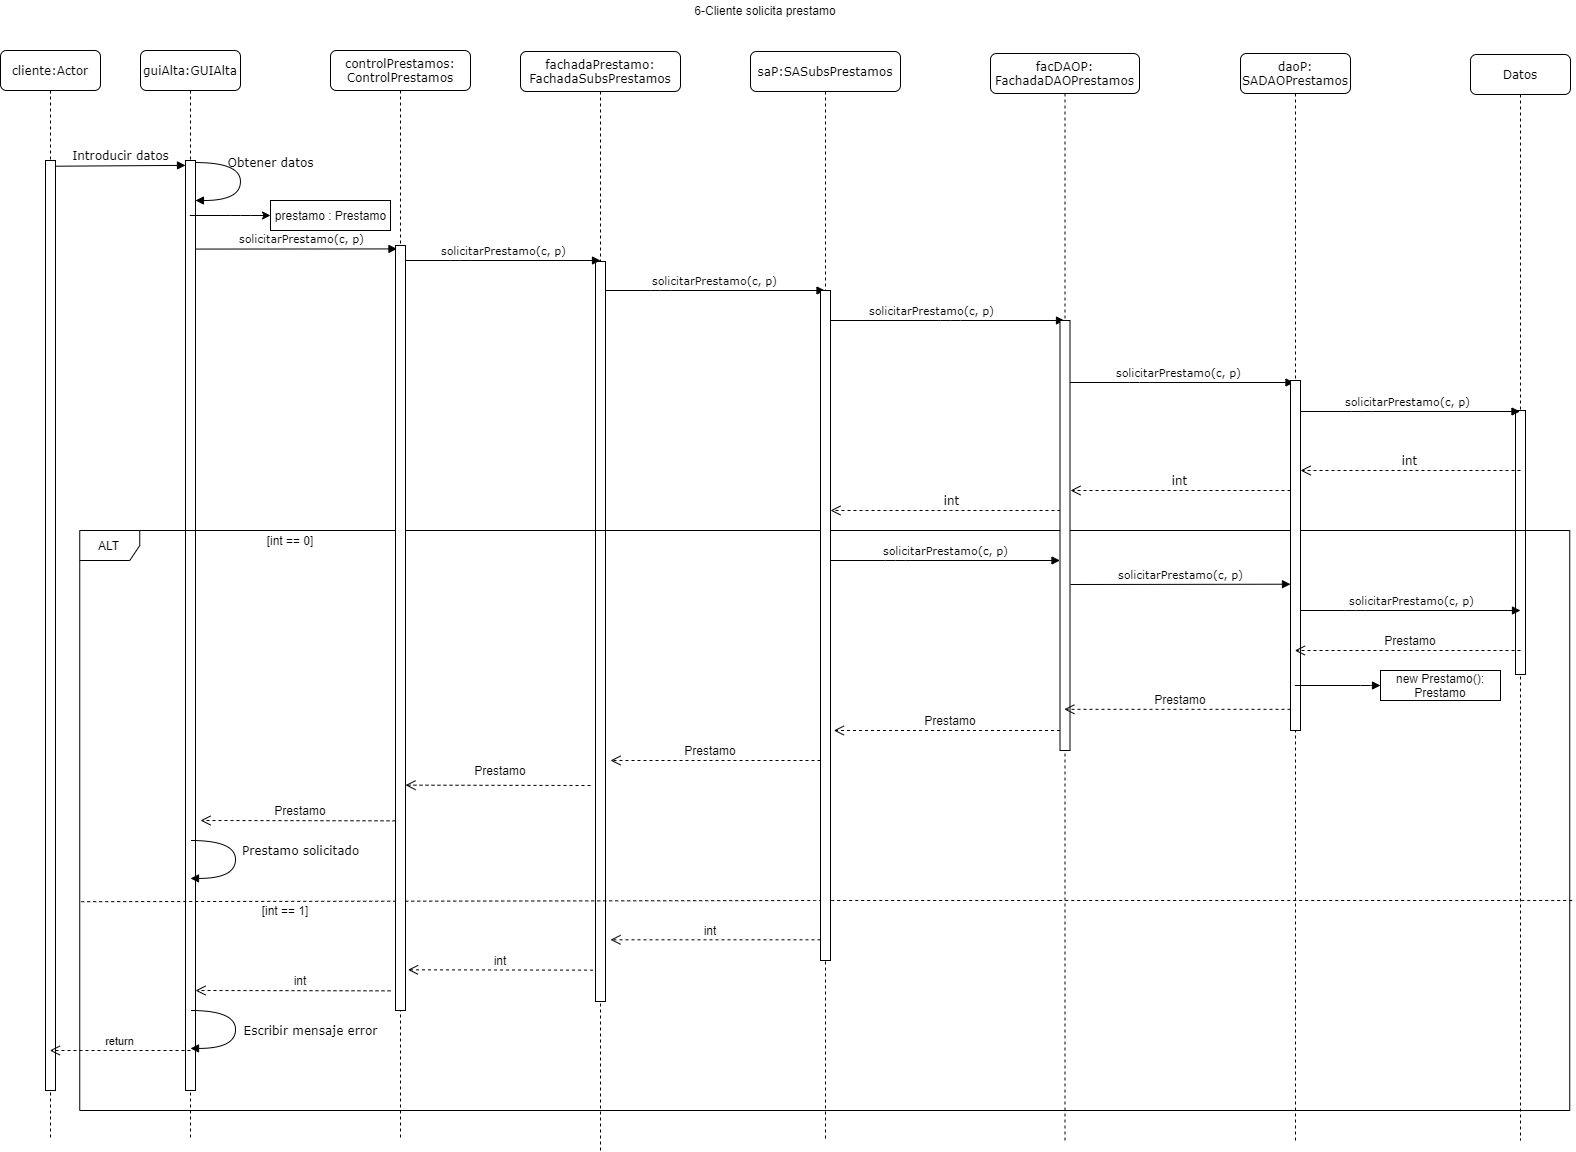 6-Cliente solicita prestamo
cliente:Actor
guiAlta:GUIAlta
controlPrestamos:
ControlPrestamos
fachadaPrestamo:
FachadaSubsPrestamos
saP:SASubsPrestamos
facDAOP:
FachadaDAOPrestamos
daoP:
SADAOPrestamos
Datos
Introducir datos
Obtener datos
prestamo : Prestamo
solicitarPrestamo(c, p)
solicitarPrestamo(c, p)
solicitarPrestamo(c, p)
solicitarPrestamo(c, p)
solicitarPrestamo(c, p)
solicitarPrestamo(c, p)
int
int
int
ALT
[int == 0]
solicitarPrestamo(c, p)
solicitarPrestamo(c, p)
solicitarPrestamo(c, p)
Prestamo
new Prestamo():
Prestamo
Prestamo
Prestamo
Prestamo
Prestamo
Prestamo
Prestamo solicitado
[int == 1]
int
int
int
Escribir mensaje error
return